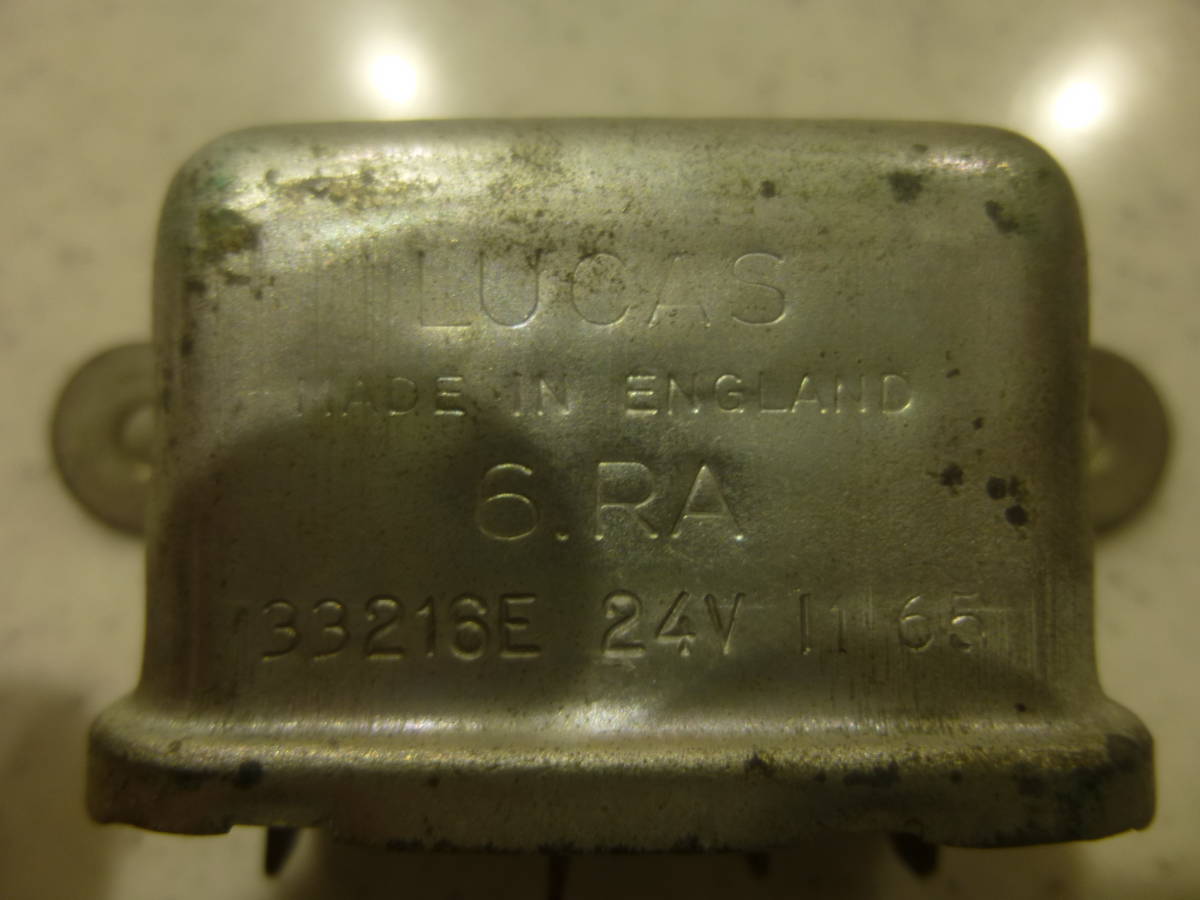 LUCAS
MADE IN ENGLAND
6.RA.
33216E 24V 11 65